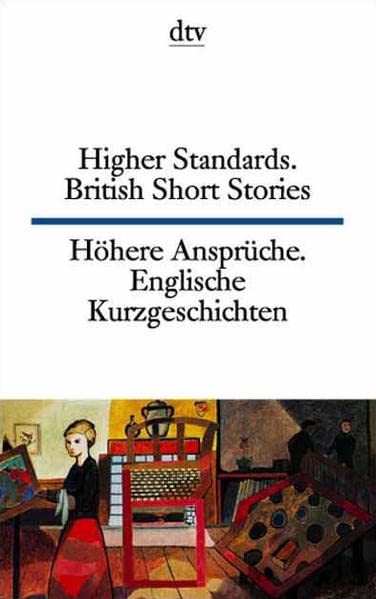 dtv
Higher Standards.
British Short Stories
Höhere Ansprüche.
Englische
Kurzgeschichten